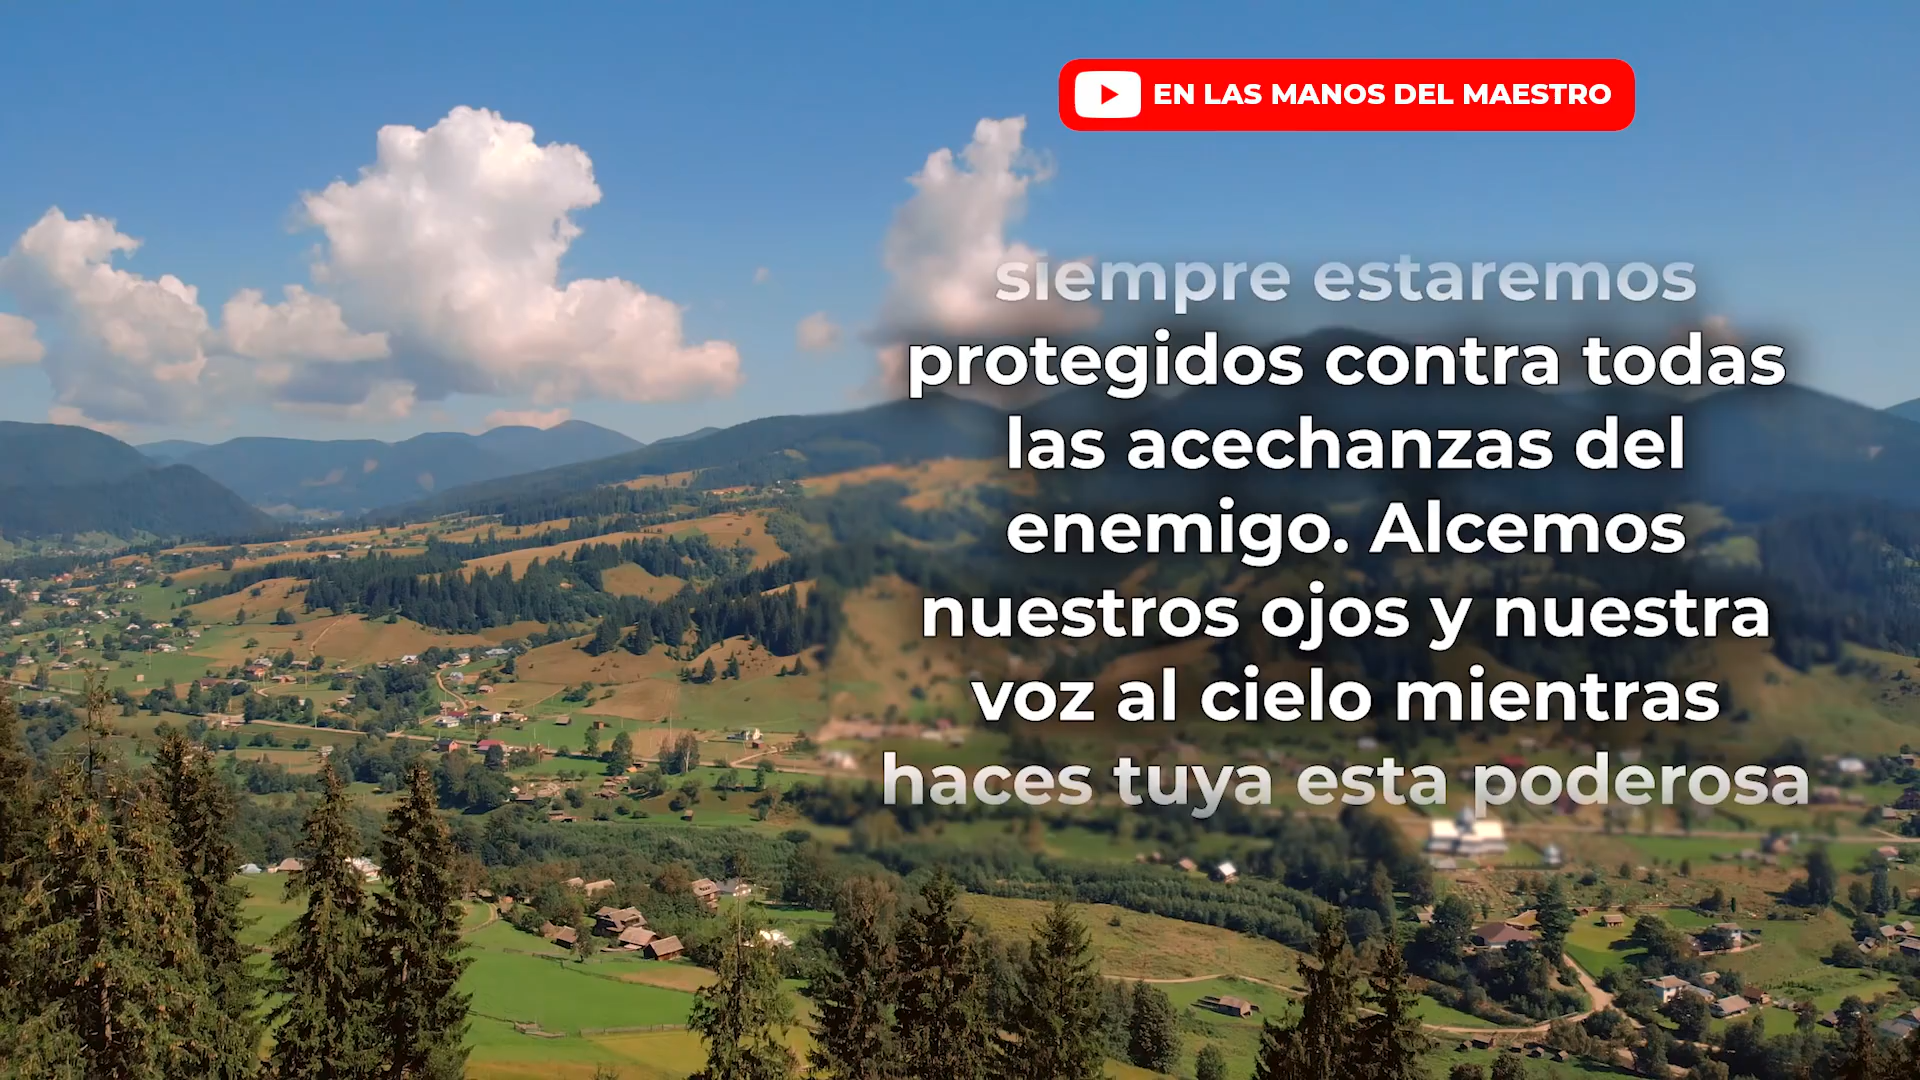 EN LAS MANOS DEL MAESTRO
siempre estaremos
protegidos contra todas
las acechanzas del
enemigo. Alcemos
nuestros ojos y nuestra
voz al cielo mientras
haces tuya esta poderosa